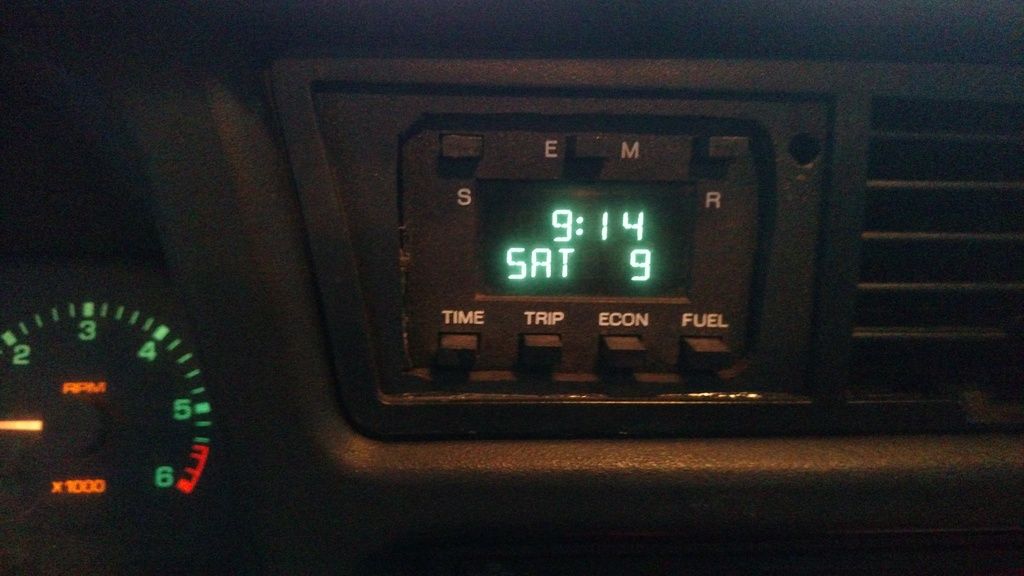 E M
S R
9:14
SAT 9
TIME TRIP ECON FUEL
2 3 4 5 6
RPM
X1000